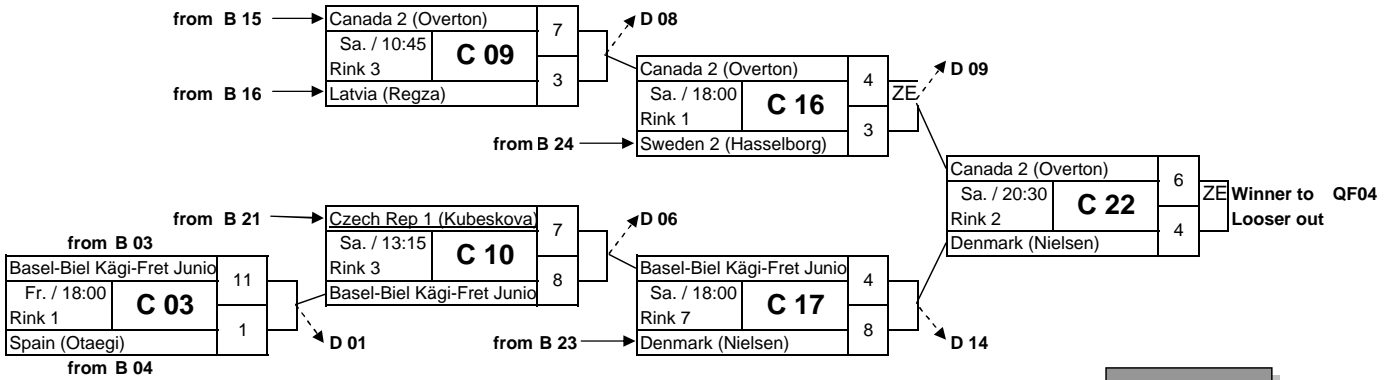 from B 15
Canada 2 (Overton)
7
D 08
Sa. / 10:45
C 09
Rink 3
3
from B 16
Latvia (Regza)
Canada 2 (Overton)
4
ZE
D 09
Sa. / 18:00
C 16
Rink 1
3
from B 24
Sweden 2 (Hasselborg)
Canada 2 (Overton)
6
ZE
Winner to QF04
Sa. / 20:30
C 22
Rink 2
4
Looser out
Denmark (Nielsen)
from B 21
Czech Rep 1 (Kubeskova)
7
D 06
Sa. / 13:15
C 10
Rink 3
8
Basel-Biel Kägi-Fret Junio
from B 03
Basel-Biel Kägi-Fret Junio
11
Fr. / 18:00
C 03
Rink 1
1
Spain (Otaegi)
D 01
from B 04
Basel-Biel Kägi-Fret Junio
4
Sa. / 18:00
C 17
Rink 7
8
from B 23
Denmark (Nielsen)
D 14